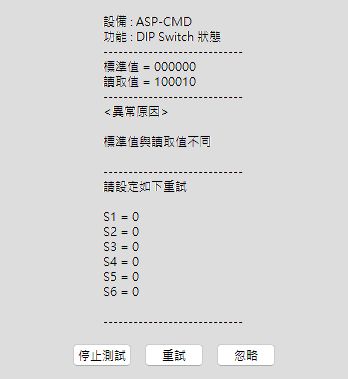 設備 : ASP-CMD
功能 : DIP Switch 狀態
----------------------------
標準值 = 000000
讀取值 = 100010
----------------------------
<異常原因>
標準值與讀取值不同
----------------------------
請設定如下重試
S1 = 0
S2 = 0
S3 = 0
S4 = 0
S5 = 0
S6 = 0
----------------------------
停止測試 重試 忽略